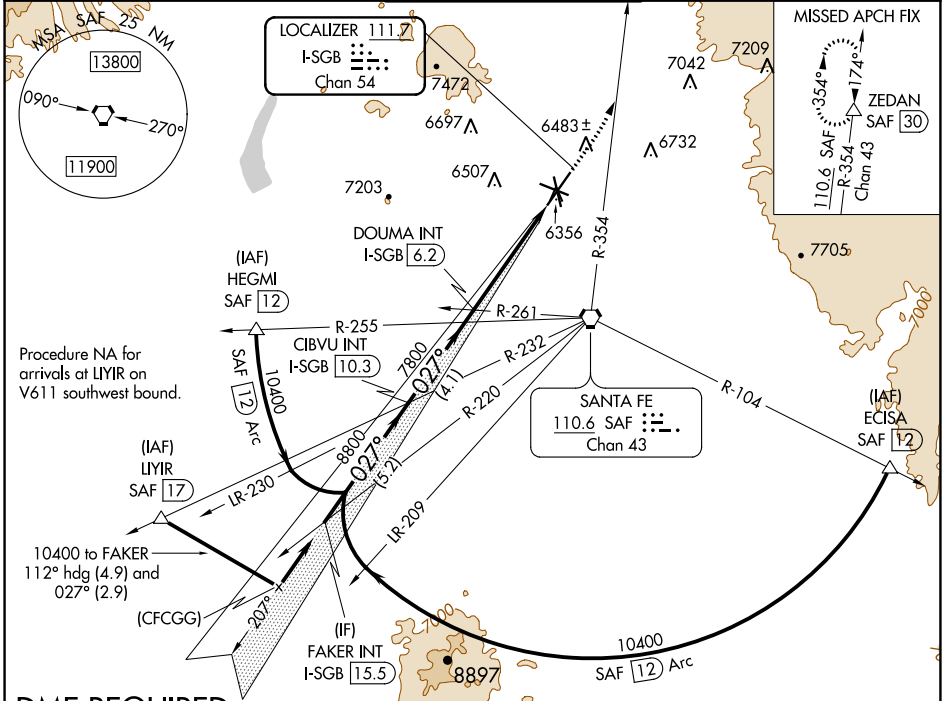 MSA SAF 25 NM
13800
090°
270°
11900
LOCALIZER 111.7
I-SGB
Chan 54
7472
6697
6507
7203
6483±
7042
7209
6732
6356
MISSED APCH FIX
354°
174°
ZEDAN
SAF 30
110.6 SAF
R-354
Chan 43
7705
7000
DOUMA INT
I-SGB 6.2
R-354
(IAF)
HEGMI
SAF 12
R-255
R-261
CIBVU INT
I-SGB 10.3
7800
027°
(4.1)
R-232
R-220
Procedure NA for
arrivals at LIYIR on
V611 southwest bound.
SAF 12 Arc
10400
8800
027°
(5.2)
SANTA FE
110.6 SAF
Chan 43
R-104
(IAF)
ECISA
SAF 12
(IAF)
LIYIR
SAF 17
LR-230
LR-209
10400 to FAKER
112° hdg (4.9) and
027° (2.9)
(CFCGG)
207°
(IF)
FAKER INT
I-SGB 15.5
7000
8897
10400
SAF 12 Arc
DME REQUIRED